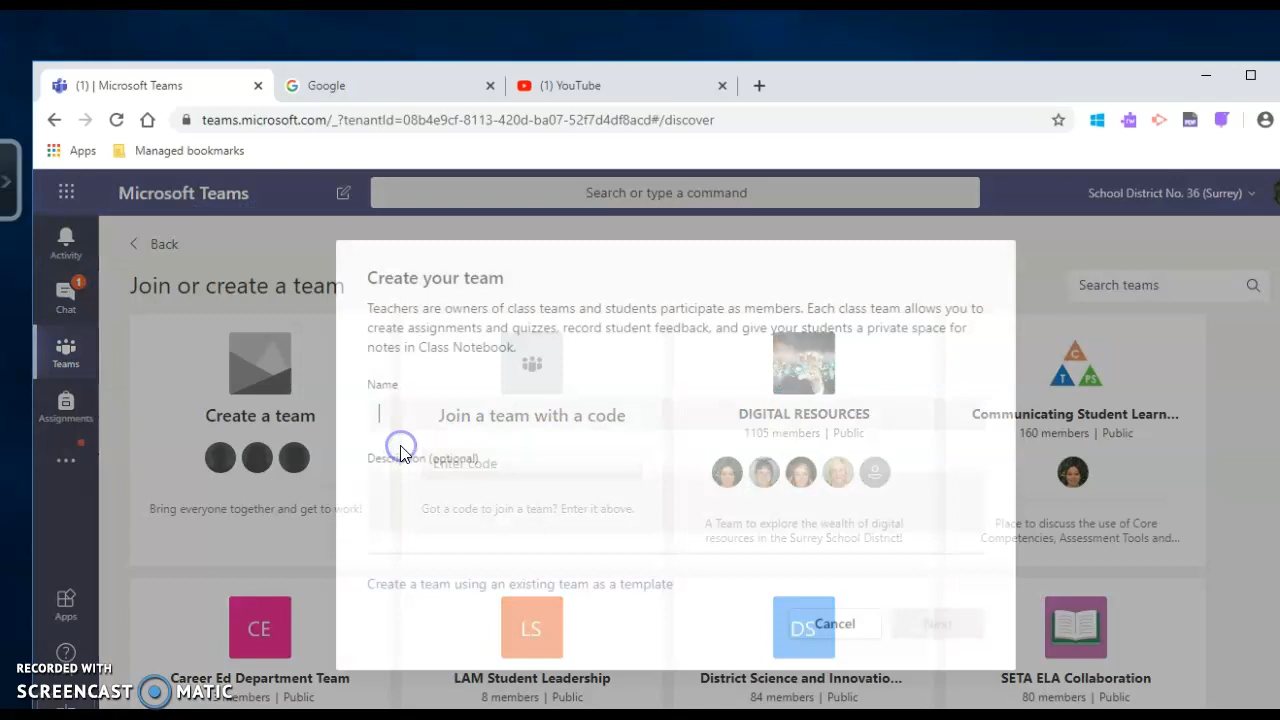 (1) | Microsoft Teams
Google
(1) YouTube
teams.microsoft.com/_?tenantId=08b4e9cf-8113-420d-ba07-52f7d4df8acd#/discover
Apps
Managed bookmarks
Microsoft Teams
Search or type a command
School District No. 36 (Surrey)
Activity
Chat
1
Teams
Assignments
Apps
Back
Join or create a team
Search teams
Create your team
Teachers are owners of class teams and students participate as members. Each class team allows you to
create assignments and quizzes, record student feedback, and give your students a private space for
notes in Class Notebook.
Name
Description (optional)
Create a team using an existing team as a template
Cancel
Next
Create a team
Bring everyone together and get to work!
Join a team with a code
Enter code
Got a code to join a team? Enter it above.
DIGITAL RESOURCES
1105 members | Public
A Team to explore the wealth of digital
resources in the Surrey School District!
C
T
PS
Communicating Student Learn...
160 members | Public
Place to discuss the use of Core
Competencies, Assessment Tools and...
CE
Career Ed Department Team
members | Public
LS
LAM Student Leadership
8 members | Public
DS
District Science and Innovatio...
84 members | Public
SETA ELA Collaboration
80 members | Public
RECORDED WITH
SCREENCAST MATIC